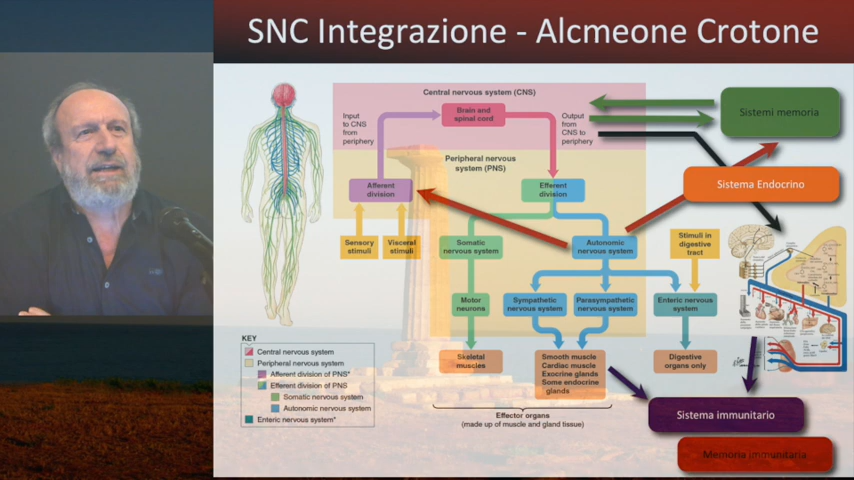 SNC Integrazione - Alcmeone Crotone
Central nervous system (CNS)
Input
to CNS
from
periphery
Brain and
spinal cord
Output
from
CNS to
periphery
Sistemi memoria
Peripheral nervous
system (PNS)
Afferent
division
Efferent
division
Sistema Endocrino
Sensory
stimuli
Visceral
stimuli
Somatic
nervous system
Autonomic
nervous system
Stimuli in
digestive
tract
Motor
neurons
Sympathetic
nervous system
Parasympathetic
nervous system
Enteric nervous
system
KEY
Central nervous system
Peripheral nervous system
Afferent division of PNS*
Efferent division of PNS
Somatic nervous system
Autonomic nervous system
Enteric nervous system*
Skeletal
muscles
Smooth muscle
Cardiac muscle
Exocrine glands
Some endocrine
glands
Digestive
organs only
Effector organs
(made up of muscle and gland tissue)
Sistema immunitario
Memoria immunitaria